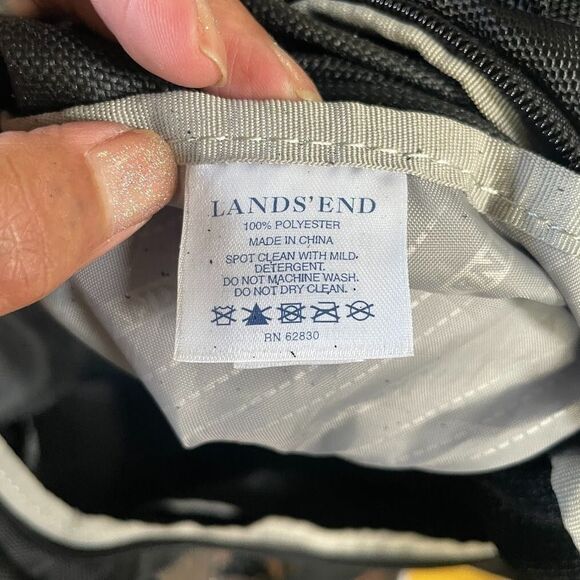 LANDS' END
100% POLYESTER
MADE IN CHINA
SPOT CLEAN WITH MILD
DETERGENT.
DO NOT MACHINE WASH.
DO NOT DRY CLEAN.
RN 62830